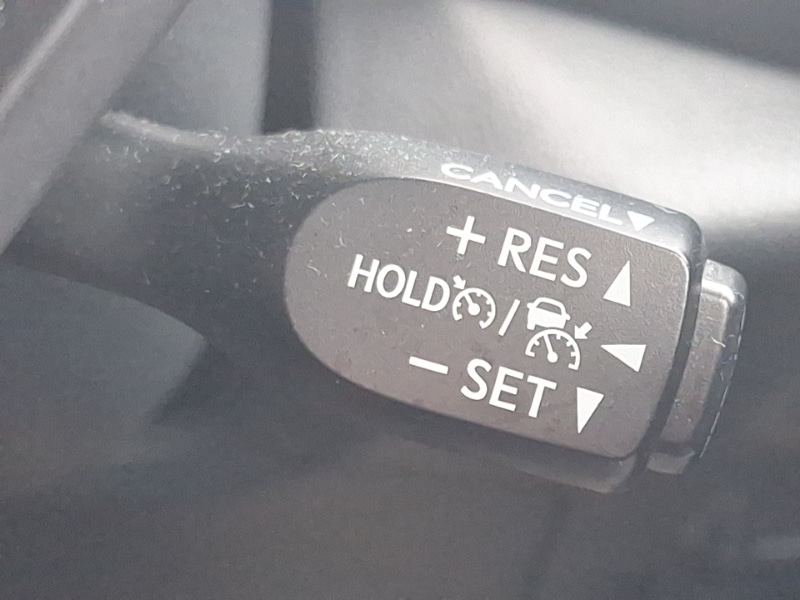 CANCEL▼
+ RES ▲
HOLD /
− SET ▼